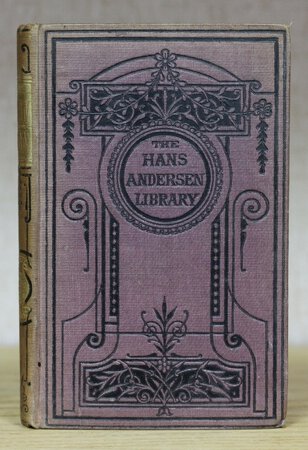 THE
HANS
ANDERSEN
LIBRARY